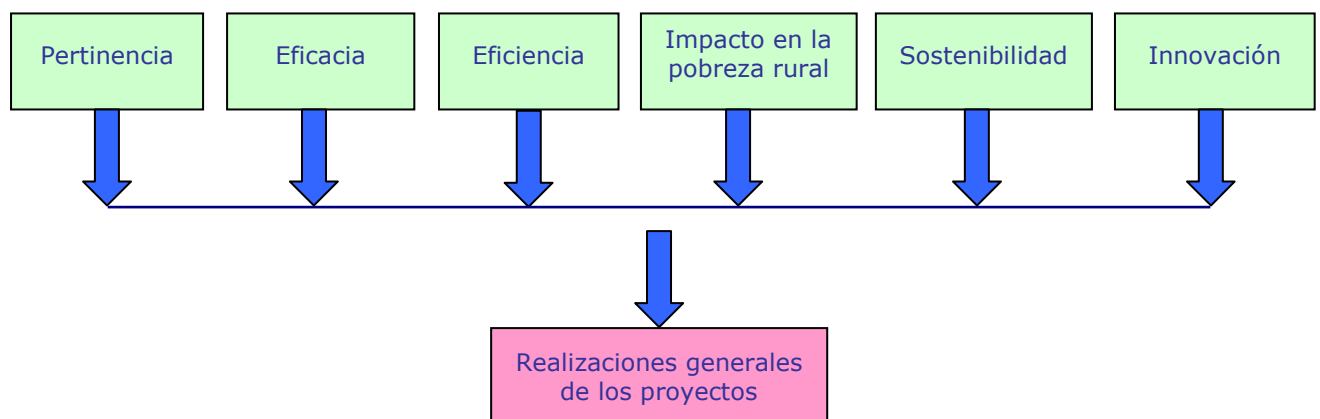 Pertinencia
Eficacia
Eficiencia
Impacto en la
pobreza rural
Sostenibilidad
Innovación
Realizaciones generales
de los proyectos